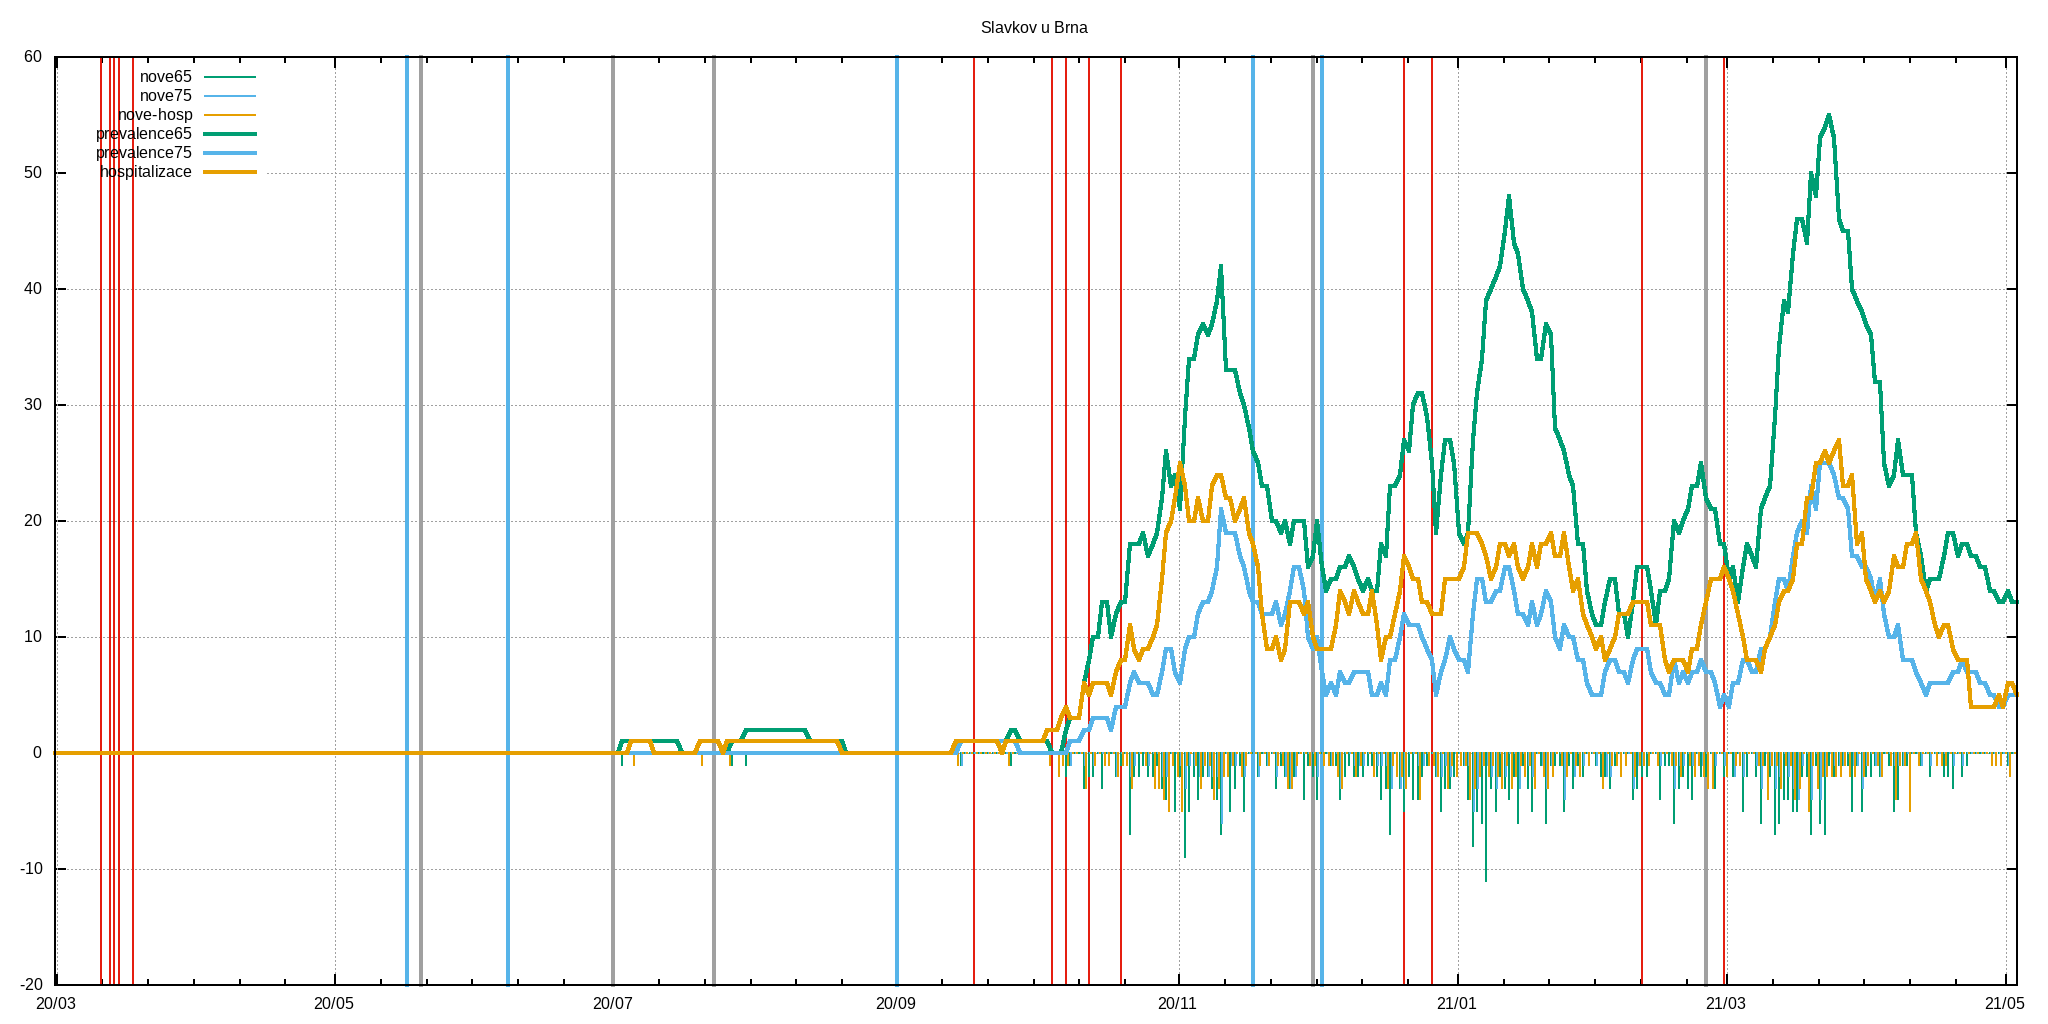 Slavkov u Brna
60
50
40
30
20
10
0
-10
-20
nove65
nove75
nove-hosp
prevalence65
prevalence75
hospitalizace
20/03 20/05 20/07 20/09 20/11 21/01 21/03 21/05